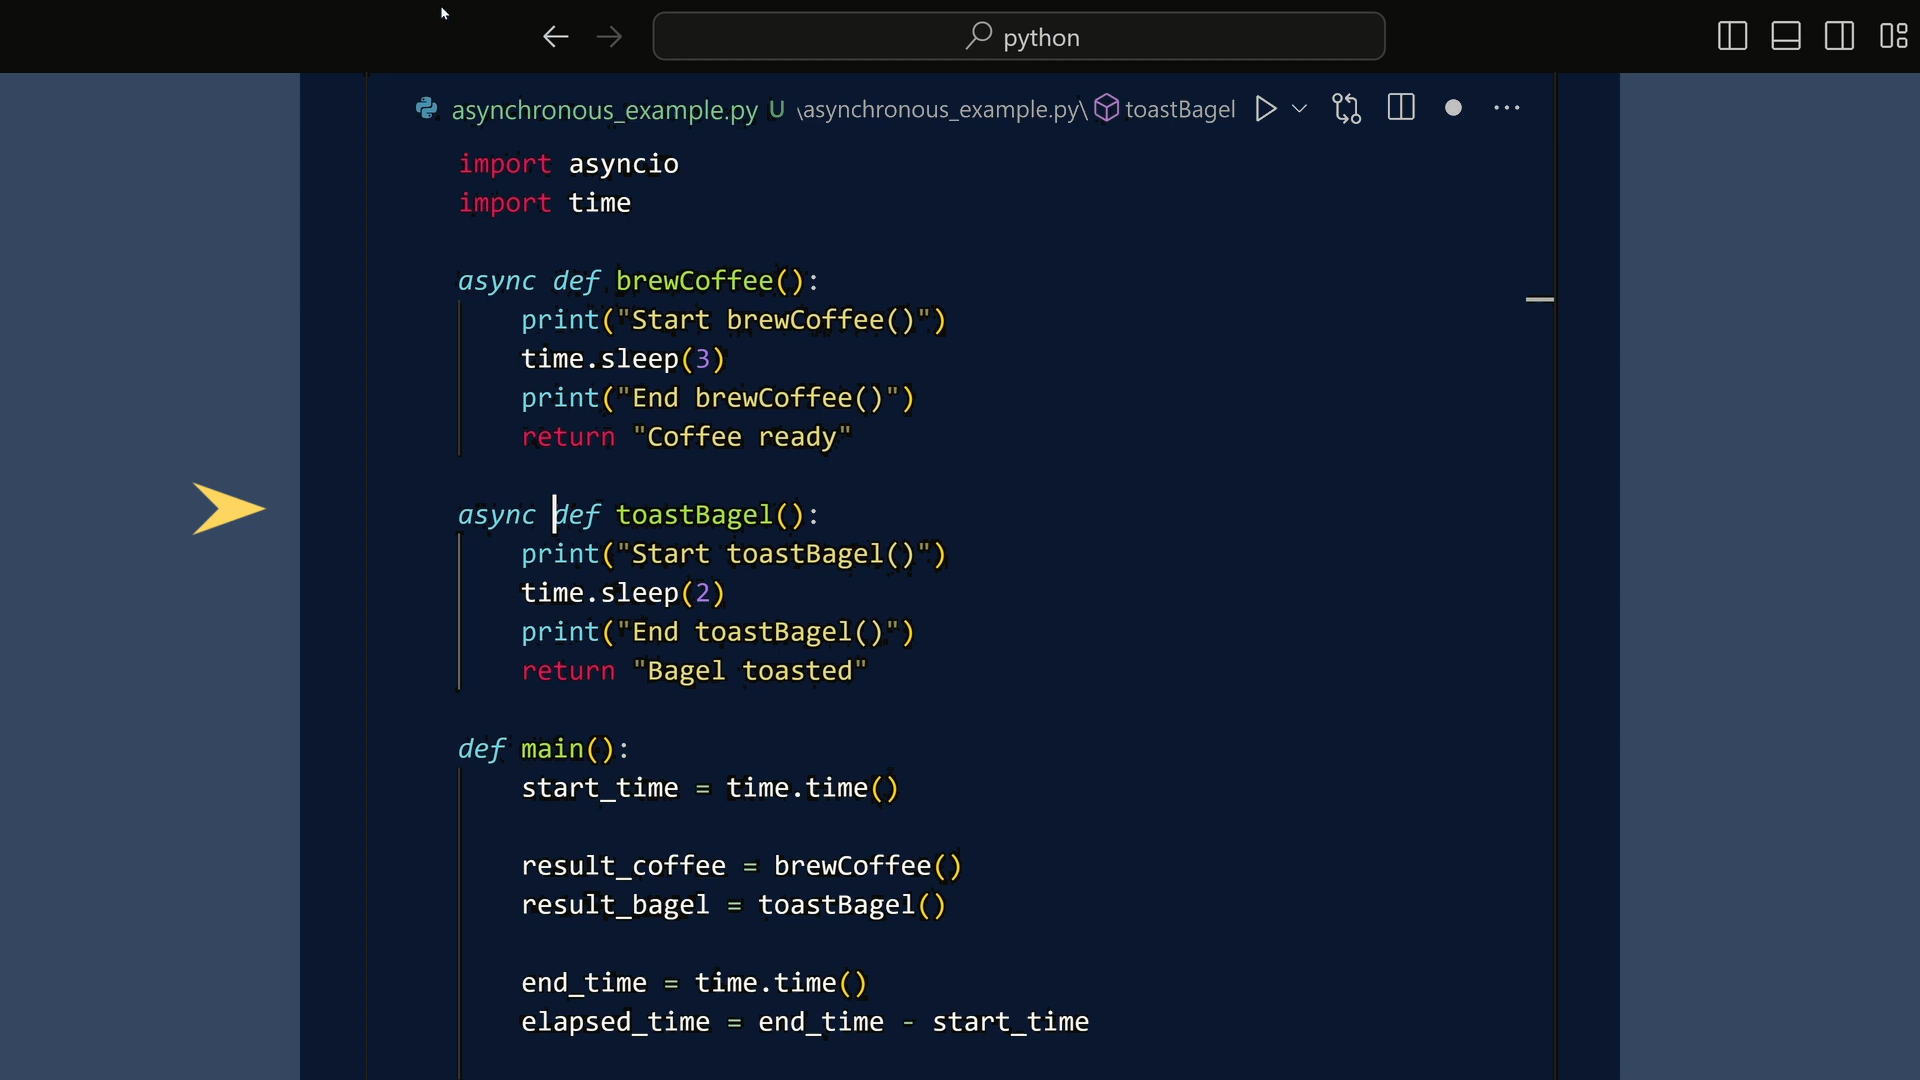 python
asynchronous_example.py U \asynchronous_example.py\ toastBagel
import asyncio
import time
async def brewCoffee():
print("Start brewCoffee()")
time.sleep(3)
print("End brewCoffee()")
return "Coffee ready"
async def toastBagel():
print("Start toastBagel()")
time.sleep(2)
print("End toastBagel()")
return "Bagel toasted"
def main():
start_time = time.time()
result_coffee = brewCoffee()
result_bagel = toastBagel()
end_time = time.time()
elapsed_time = end_time - start_time